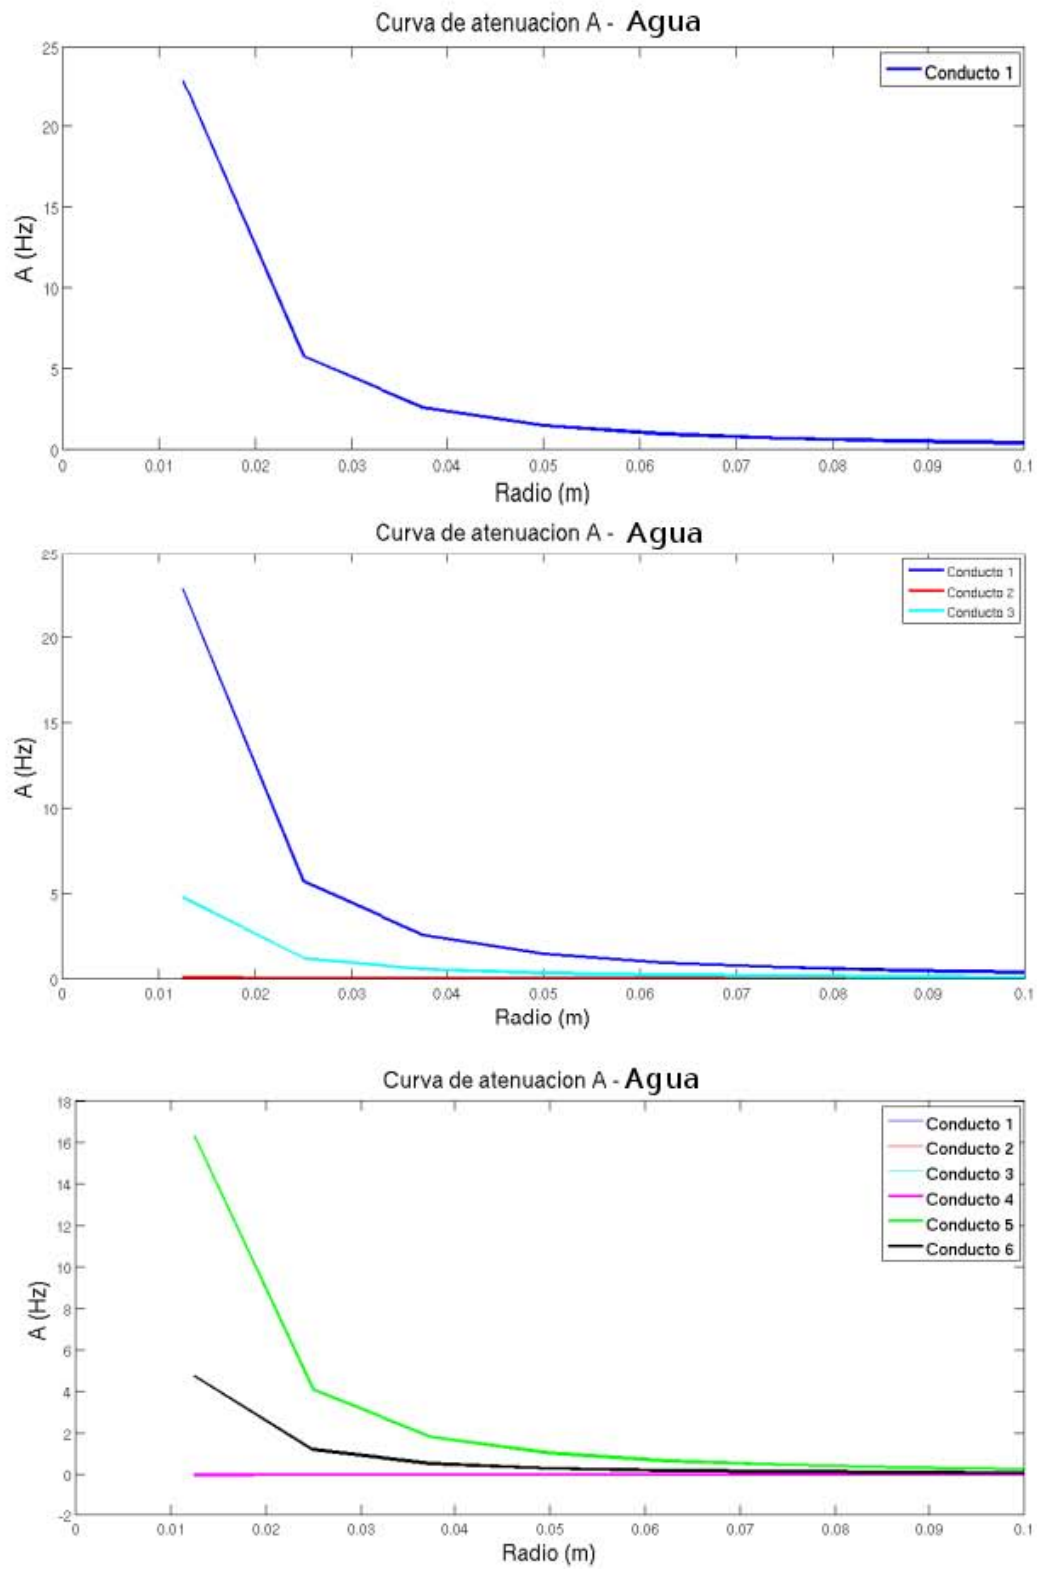 Curva de atenuacion A - Agua
25
Conducto 1
20
15
A (Hz)
10
5
0
0 0.01 0.02 0.03 0.04 0.05 0.06 0.07 0.08 0.09 0.1
Radio (m)
Curva de atenuacion A - Agua
25
Conducto 1
Conducto 2
Conducto 3
20
15
A (Hz)
10
5
0
0 0.01 0.02 0.03 0.04 0.05 0.06 0.07 0.08 0.09 0.1
Radio (m)
Curva de atenuacion A - Agua
18
Conducto 1
16
Conducto 2
Conducto 3
14
Conducto 4
12
Conducto 5
Conducto 6
10
A (Hz)
8
6
4
2
0
-2
0 0.01 0.02 0.03 0.04 0.05 0.06 0.07 0.08 0.09 0.1
Radio (m)